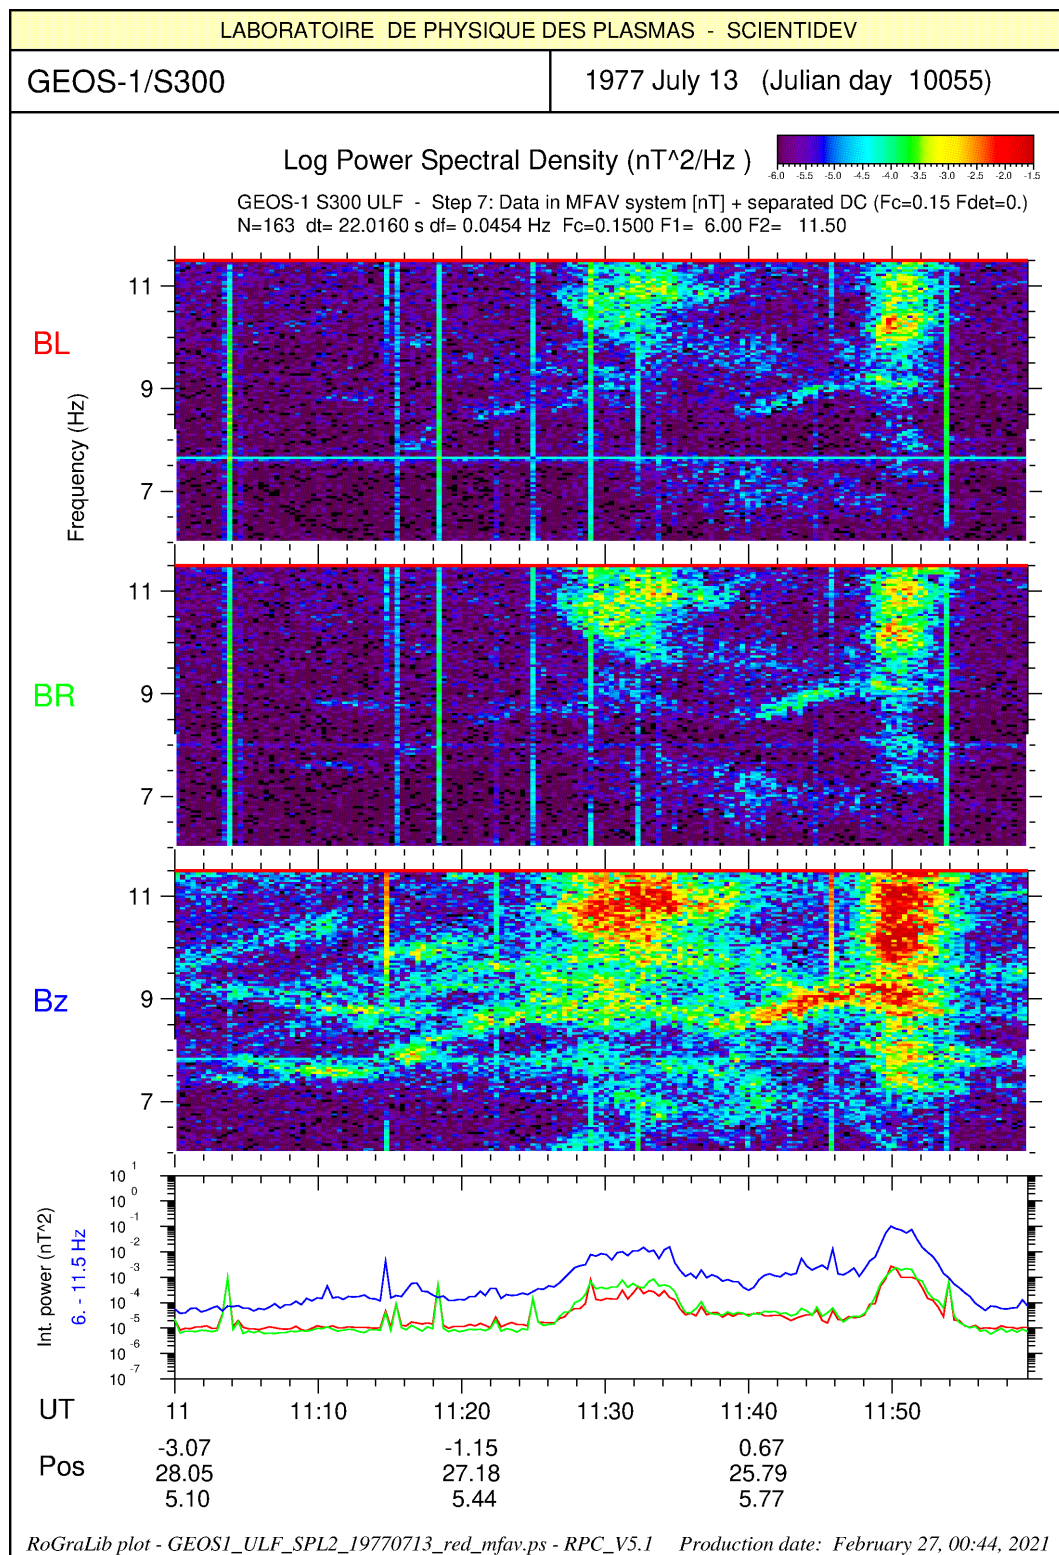 LABORATOIRE DE PHYSIQUE DES PLASMAS - SCIENTIDEV
GEOS-1/S300
1977 July 13 (Julian day 10055)
Log Power Spectral Density (nT^2/Hz )
-6.0 -5.5 -5.0 -4.5 -4.0 -3.5 -3.0 -2.5 -2.0 -1.5
GEOS-1 S300 ULF - Step 7: Data in MFAV system [nT] + separated DC (Fc=0.15 Fdet=0.)
N=163 dt= 22.0160 s df= 0.0454 Hz Fc=0.1500 F1= 6.00 F2= 11.50
BL
Frequency (Hz)
11
9
7
BR
11
9
7
Bz
11
9
7
Int. power (nT^2)
6. - 11.5 Hz
10 1
10 0
10 -1
10 -2
10 -3
10 -4
10 -5
10 -6
10 -7
UT 11 11:10 11:20 11:30 11:40 11:50
Pos
-3.07 -1.15 0.67
28.05 27.18 25.79
5.10 5.44 5.77
RoGraLib plot - GEOS1_ULF_SPL2_19770713_red_mfav.ps - RPC_V5.1 Production date: February 27, 00:44, 2021